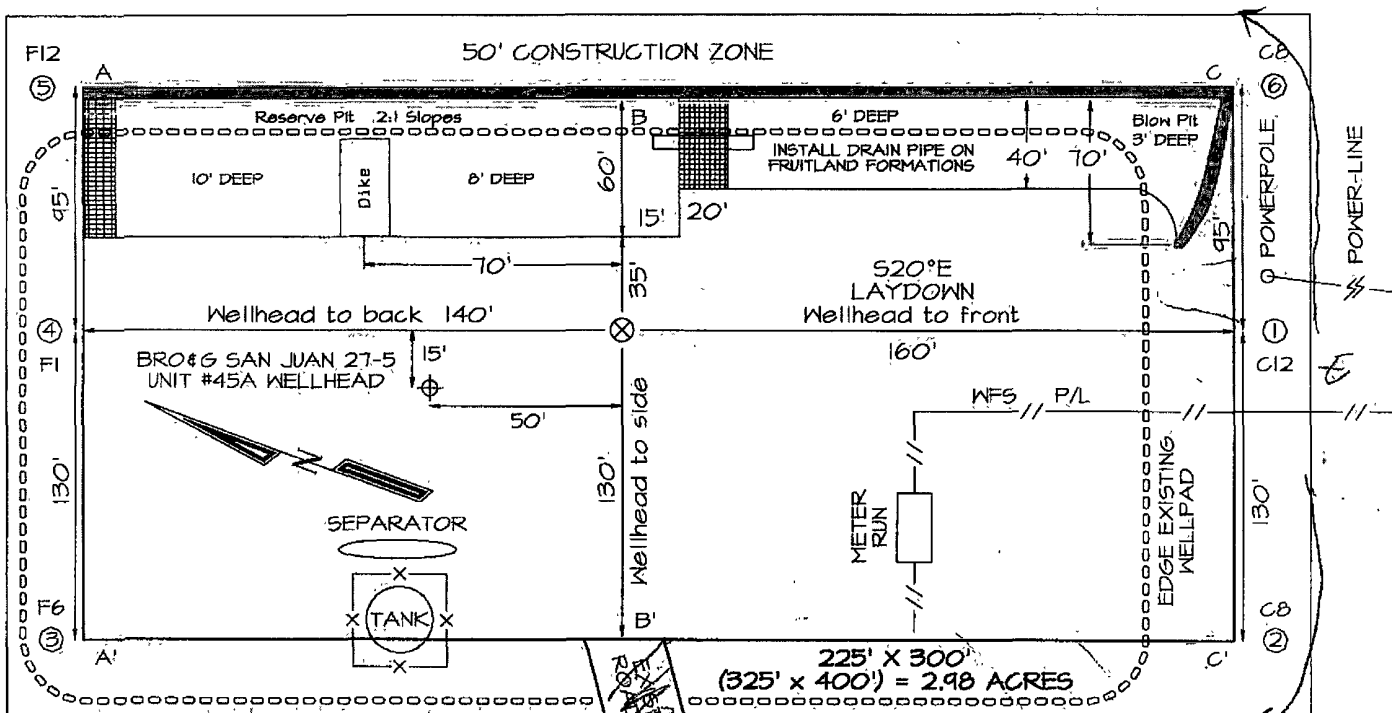 50' CONSTRUCTION ZONE
F12
5
A
C
C8
6
Reserve Pit 2:1 Slopes
B
6' DEEP
Blow Pit
3' DEEP
INSTALL DRAIN PIPE ON
FRUITLAND FORMATIONS
40'
70'
10' DEEP
Dike
8' DEEP
60'
15'
20'
95'
95'
POWERPOLE
POWER-LINE
70'
35'
S20°E
LAYDOWN
Wellhead to back 140'
Wellhead to front
160'
4
F1
1
C12
BRO&G SAN JUAN 27-5
UNIT #45A WELLHEAD
15'
50'
N
WFS P/L
130'
130'
Wellhead to side
130'
METER
RUN
EDGE EXISTING
WELLPAD
SEPARATOR
TANK
F6
3
A'
B'
C'
C8
2
225' X 300'
(325' x 400') = 2.98 ACRES